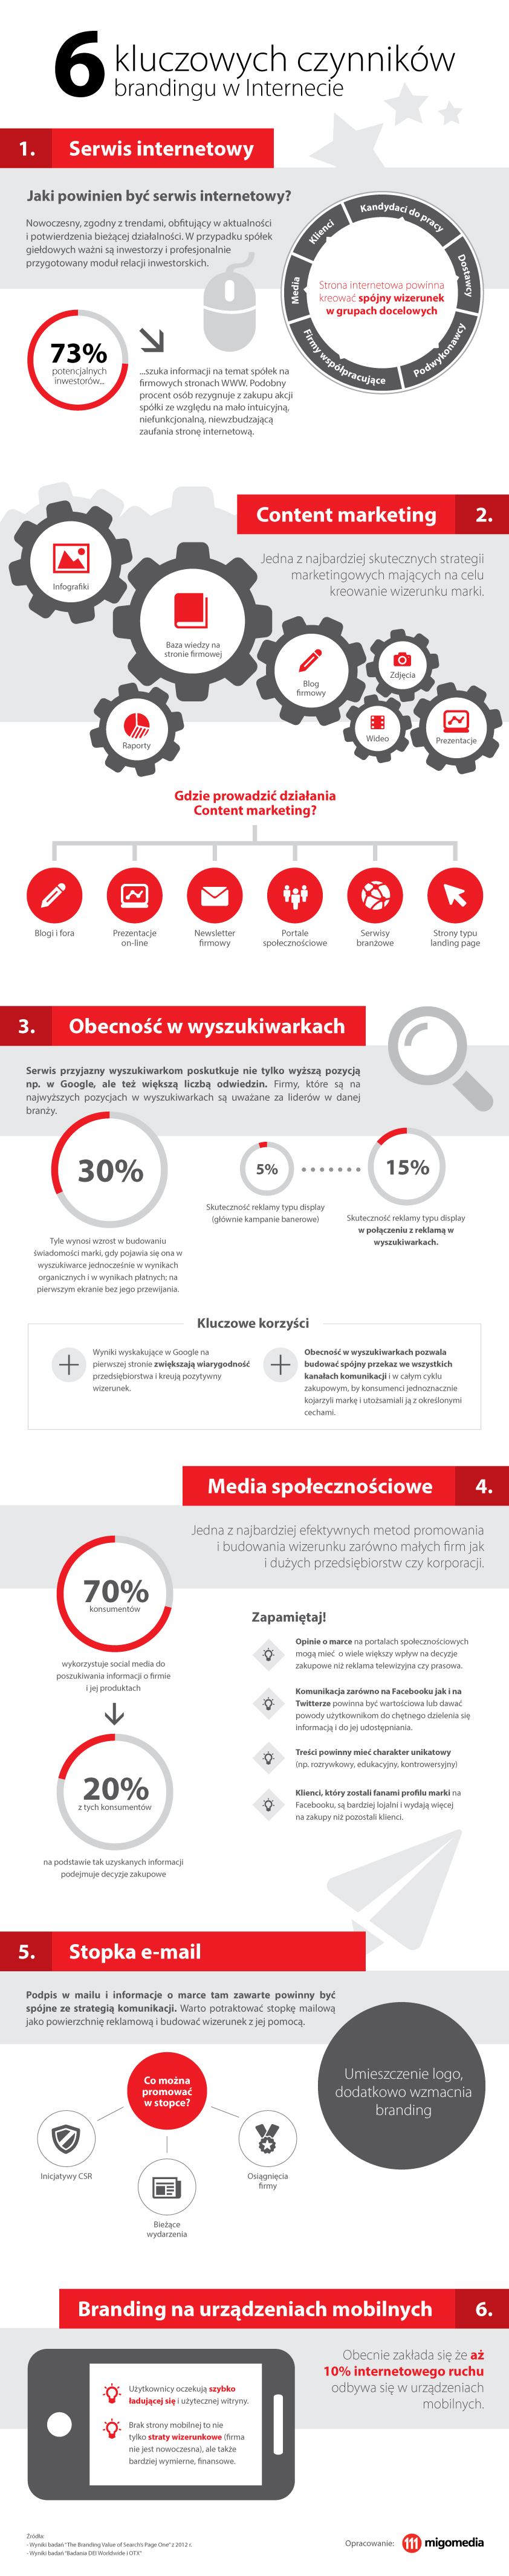 6 kluczowych czynników
brandingu w Internecie
1. Serwis internetowy
Jaki powinien być serwis internetowy?
Nowoczesny, zgodny z trendami, obfitujący w aktualności
i potwierdzenia bieżącej działalności. W przypadku spółek
giełdowych ważni są inwestorzy i profesjonalnie
przygotowany moduł relacji inwestorskich.
Media
Klienci
Kandydaci do pracy
Dostawcy
Podwykonawcy
Firmy współpracujące
Strona internetowa powinna
kreować spójny wizerunek
w grupach docelowych
73%
potencjalnych
inwestorów...
...szuka informacji na temat spółek na
firmowych stronach WWW. Podobny
procent osób rezygnuje z zakupu akcji
spółki ze względu na mało intuicyjną,
niefunkcjonalną, niewzbudzającą
zaufania stronę internetową.
Content marketing 2.
Jedna z najbardziej skutecznych strategii
marketingowych mających na celu
kreowanie wizerunku marki.
Infografiki
Baza wiedzy na
stronie firmowej
Blog
firmowy
Zdjęcia
Wideo
Prezentacje
Raporty
Gdzie prowadzić działania
Content marketing?
Blogi i fora
Prezentacje
on-line
Newsletter
firmowy
Portale
społecznościowe
Serwisy
branżowe
Strony typu
landing page
3. Obecność w wyszukiwarkach
Serwis przyjazny wyszukiwarkom poskutkuje nie tylko wyższą pozycją
np. w Google, ale też większą liczbą odwiedzin. Firmy, które są na
najwyższych pozycjach w wyszukiwarkach są uważane za liderów w danej
branży.
30%
Tyle wynosi wzrost w budowaniu
świadomości marki, gdy pojawia się ona w
wyszukiwarce jednocześnie w wynikach
organicznych i w wynikach płatnych; na
pierwszym ekranie bez jego przewijania.
5%
Skuteczność reklamy typu display
(głównie kampanie banerowe)
15%
Skuteczność reklamy typu display
w połączeniu z reklamą w
wyszukiwarkach.
Kluczowe korzyści
Wyniki wyskakujące w Google na
pierwszej stronie zwiększają wiarygodność
przedsiębiorstwa i kreują pozytywny
wizerunek.
Obecność w wyszukiwarkach pozwala
budować spójny przekaz we wszystkich
kanałach komunikacji i w całym cyklu
zakupowym, by konsumenci jednoznacznie
kojarzyli markę i utożsamiali ją z określonymi
cechami.
Media społecznościowe 4.
Jedna z najbardziej efektywnych metod promowania
i budowania wizerunku zarówno małych firm jak
i dużych przedsiębiorstw czy korporacji.
70%
konsumentów
wykorzystuje social media do
poszukiwania informacji o firmie
i jej produktach
20%
z tych konsumentów
na podstawie tak uzyskanych informacji
podejmuje decyzje zakupowe
Zapamiętaj!
Opinie o marce na portalach społecznościowych
mogą mieć o wiele większy wpływ na decyzje
zakupowe niż reklama telewizyjna czy prasowa.
Komunikacja zarówno na Facebooku jak i na
Twitterze powinna być wartościowa lub dawać
powody użytkownikom do chętnego dzielenia się
informacją i do jej udostępniania.
Treści powinny mieć charakter unikatowy
(np. rozrywkowy, edukacyjny, kontrowersyjny)
Klienci, który zostali fanami profilu marki na
Facebooku, są bardziej lojalni i wydają więcej
na zakupy niż pozostali klienci.
5. Stopka e-mail
Podpis w mailu i informacje o marce tam zawarte powinny być
spójne ze strategią komunikacji. Warto potraktować stopkę mailową
jako powierzchnię reklamową i budować wizerunek z jej pomocą.
Co można
promować
w stopce?
Inicjatywy CSR
Bieżące
wydarzenia
Osiągnięcia
firmy
Umieszczenie logo,
dodatkowo wzmacnia
branding
Branding na urządzeniach mobilnych 6.
Obecnie zakłada się że aż
10% internetowego ruchu
odbywa się w urządzeniach
mobilnych.
Użytkownicy oczekują szybko
ładującej się i użytecznej witryny.
Brak strony mobilnej to nie
tylko straty wizerunkowe (firma
nie jest nowoczesna), ale także
bardziej wymierne, finansowe.
Źródła:
- Wyniki badań "The Branding Value of Search's Page One" z 2012 r.
- Wyniki badań "Badania DEI Worldwide i OTX"
Opracowanie: migomedia